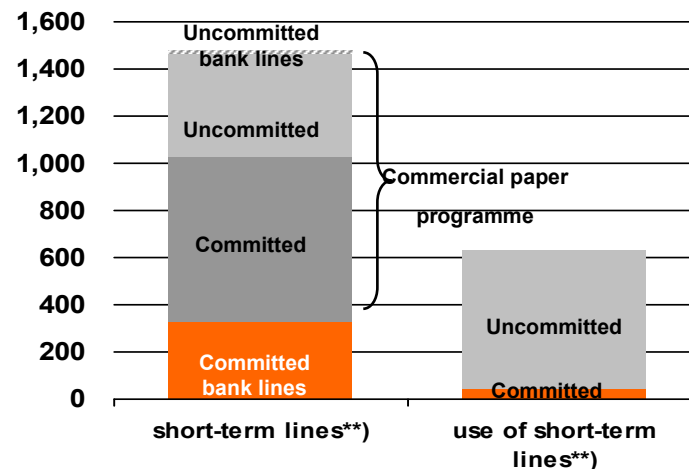 1,600
1,400
1,200
1,000
800
600
400
200
0
Uncommitted
bank lines
Uncommitted
Committed
Committed
bank lines
Commercial paper
programme
Uncommitted
Committed
short-term lines**)
use of short-term
lines**)